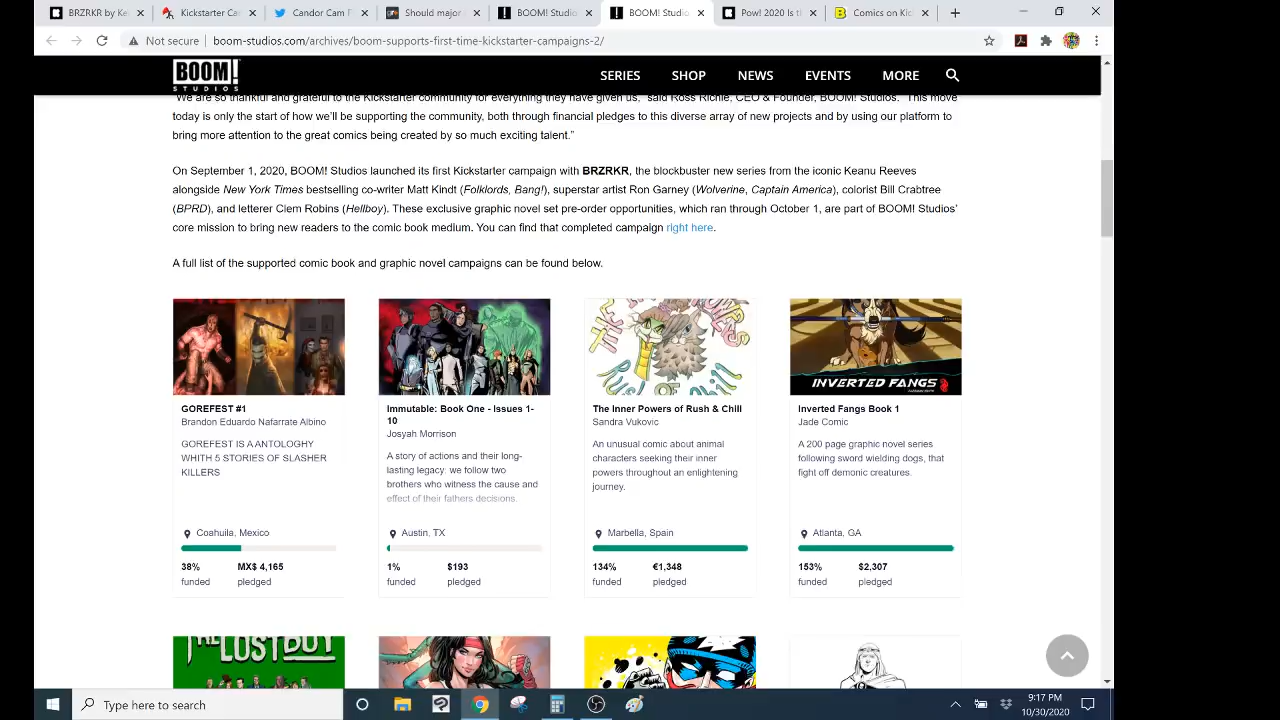 BRZRKR by Ke
Kickstarter Ca
Candor Cam F
Should major
BOOM! Studio
BOOM! Studio
Pow! 2020 Is t
Comics on Kic
Not secure
boom-studios.com/archives/boom-supports-first-time-kickstarter-campaigns-2/
BOOM! STUDIOS
SERIES
SHOP
NEWS
EVENTS
MORE
"We are so thankful and grateful to the Kickstarter community for everything they have given us," said Ross Richie, CEO & Founder, BOOM! Studios. "This move
today is only the start of how we'll be supporting the community, both through financial pledges to this diverse array of new projects and by using our platform to
bring more attention to the great comics being created by so much exciting talent."
On September 1, 2020, BOOM! Studios launched its first Kickstarter campaign with BRZRKR, the blockbuster new series from the iconic Keanu Reeves
alongside New York Times bestselling co-writer Matt Kindt (Folklords, Bang!), superstar artist Ron Garney (Wolverine, Captain America), colorist Bill Crabtree
(BPRD), and letterer Clem Robins (Hellboy). These exclusive graphic novel set pre-order opportunities, which ran through October 1, are part of BOOM! Studios'
core mission to bring new readers to the comic book medium. You can find that completed campaign right here.
A full list of the supported comic book and graphic novel campaigns can be found below.
GOREFEST #1
Brandon Eduardo Nafarrate Albino
GOREFEST IS A ANTOLOGHY
WHITH 5 STORIES OF SLASHER
KILLERS
Coahuila, Mexico
38% MX$ 4,165
funded pledged
Immutable: Book One - Issues 1-
10
Josyah Morrison
A story of actions and their long-
lasting legacy: we follow two
brothers who witness the cause and
effect of their fathers decisions.
Austin, TX
1% $193
funded pledged
The Inner Powers of Rush & Chill
Sandra Vukovic
An unusual comic about animal
characters seeking their inner
powers throughout an enlightening
journey.
Marbella, Spain
134% €1,348
funded pledged
INVERTED FANGS
Inverted Fangs Book 1
Jade Comic
A 200 page graphic novel series
following sword wielding dogs, that
fight off demonic creatures.
Atlanta, GA
153% $2,307
funded pledged
THE LOST BOY
Type here to search
9:17 PM
10/30/2020